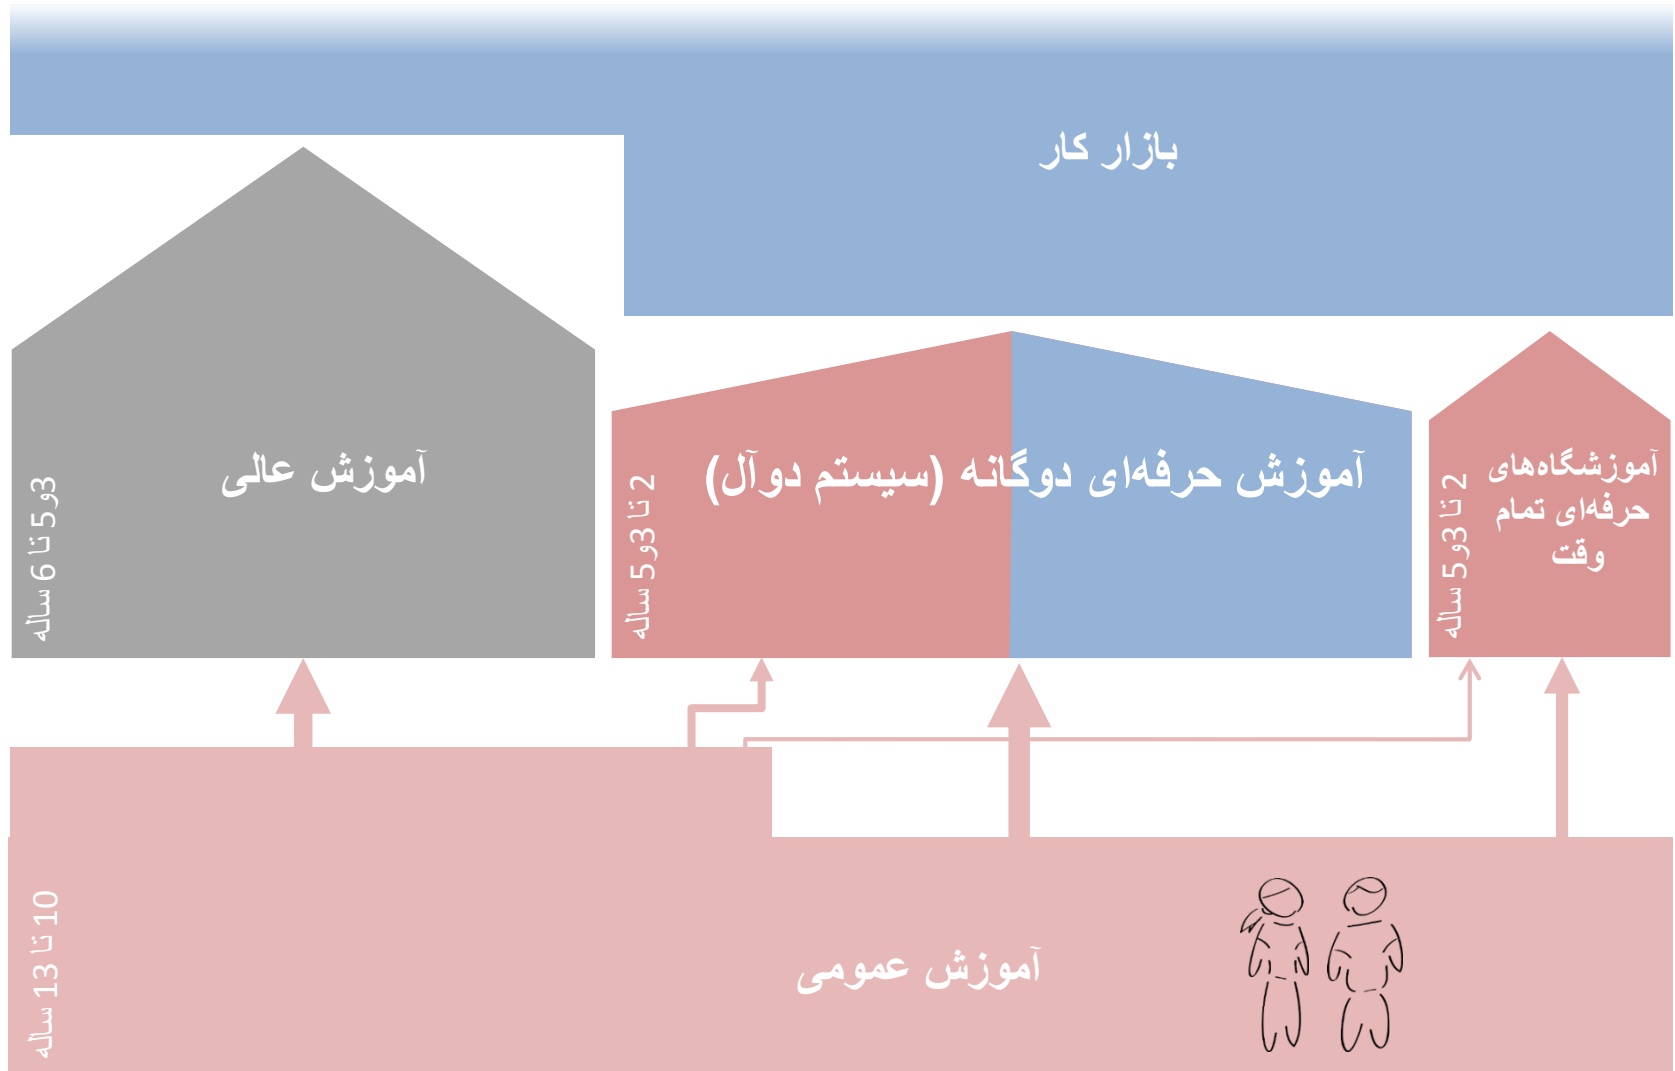 بازار کار
آموزشگاه‌های
حرفه‌ای تمام
وقت
2 تا 3و5 ساله
آموزش حرفه‌ای دوگانه (سیستم دوآل)
2 تا 3و5 ساله
آموزش عالی
3و5 تا 6 ساله
آموزش عمومی
10 تا 13 ساله